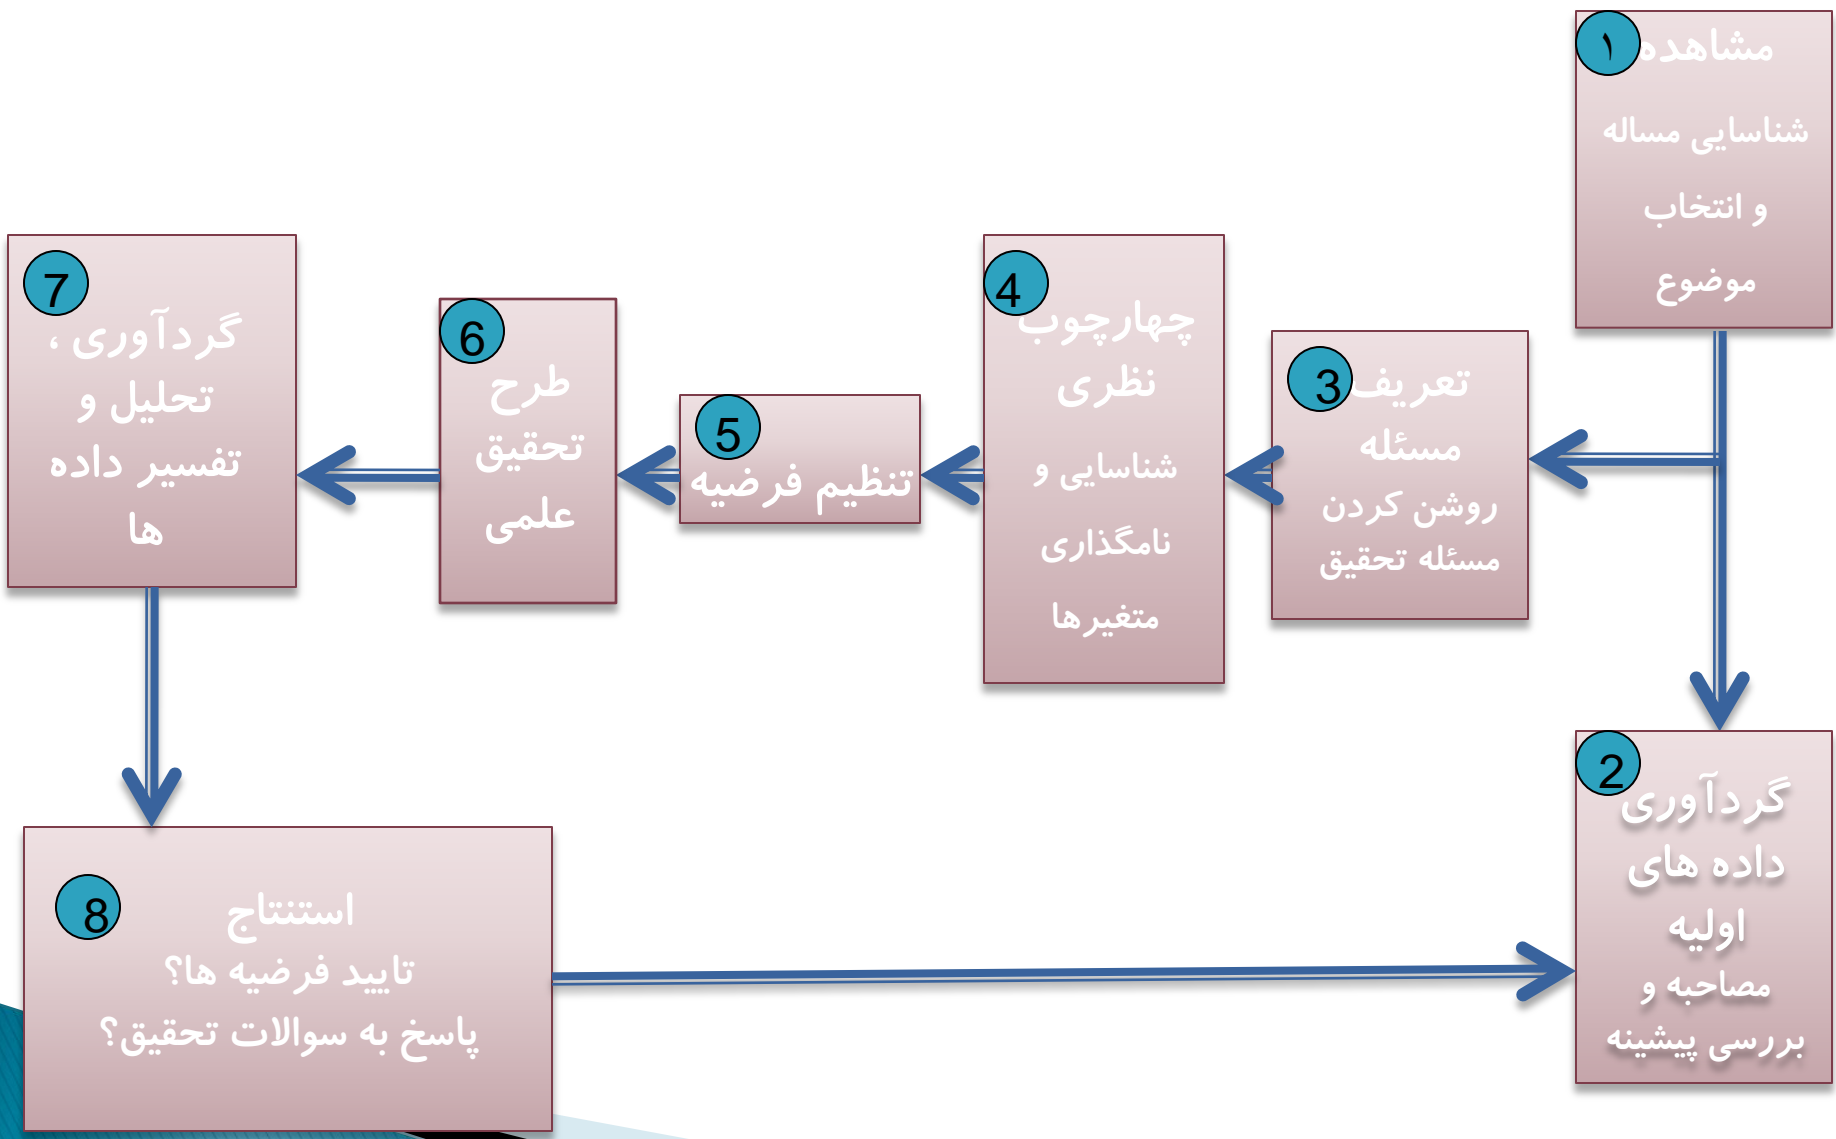 ۱
مشاهده
شناسایی مساله
و انتخاب
موضوع
2
گردآوری
داده های
اولیه
مصاحبه و
بررسی پیشینه
3
تعریف
مسئله
روشن کردن
مسئله تحقیق
4
چهارچوب
نظری
شناسایی و
نامگذاری
متغیرها
5
تنظیم فرضیه
6
طرح
تحقیق
علمی
7
گردآوری ،
تحلیل و
تفسیر داده
ها
8
استنتاج
تایید فرضیه ها؟
پاسخ به سوالات تحقیق؟